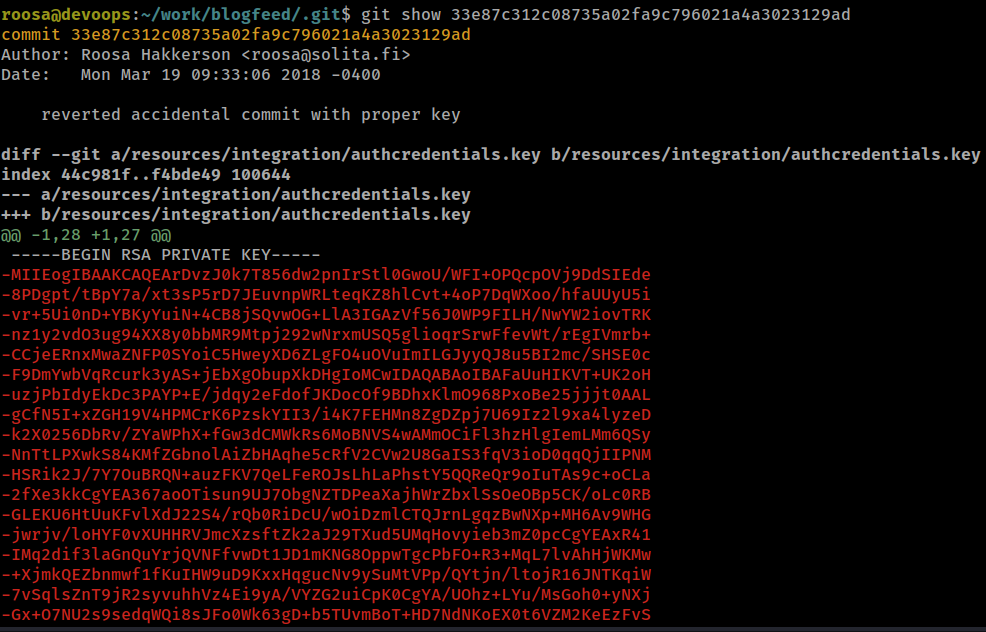 roosa@devoops:~/work/blogfeed/.git$ git show 33e87c312c08735a02fa9c796021a4a3023129ad
commit 33e87c312c08735a02fa9c796021a4a3023129ad
Author: Roosa Hakkerson <roosa@solita.fi>
Date:   Mon Mar 19 09:33:06 2018 -0400

    reverted accidental commit with proper key

diff --git a/resources/integration/authcredentials.key b/resources/integration/authcredentials.key
index 44c981f..f4bde49 100644
--- a/resources/integration/authcredentials.key
+++ b/resources/integration/authcredentials.key
@@ -1,28 +1,27 @@
 -----BEGIN RSA PRIVATE KEY-----
-MIIEogIBAAKCAQEArDvzJ0k7T856dw2pnIrStl0GwoU/WFI+OPQcpOVj9DdSIEde
-8PDgpt/tBpY7a/xt3sP5rD7JEuvnpWRLteqKZ8hlCvt+4oP7DqWXoo/hfaUUyU5i
-vr+5Ui0nD+YBKyYuiN+4CB8jSQvwOG+LlA3IGAzVf56J0WP9FILH/NwYW2iovTRK
-nz1y2vdO3ug94XX8y0bbMR9Mtpj292wNrxmUSQ5glioqrSrwFfevWt/rEgIVmrb+
-CCjeERnxMwaZNFP0SYoiC5HweyXD6ZLgFO4uOVuImILGJyyQJ8u5BI2mc/SHSE0c
-F9DmYwbVqRcurk3yAS+jEbXgObupXkDHgIoMCwIDAQABAoIBAFaUuHIKVT+UK2oH
-uzjPbIdyEkDc3PAYP+E/jdqy2eFdofJKDocOf9BDhxKlmO968PxoBe25jjjt0AAL
-gCfN5I+xZGH19V4HPMCrK6PzskYII3/i4K7FEHMn8ZgDZpj7U69Iz2l9xa4lyzeD
-k2X0256DbRv/ZYaWPhX+fGw3dCMWkRs6MoBNVS4wAMmOCiFl3hzHlgIemLMm6QSy
-NnTtLPXwkS84KMfZGbnolAiZbHAqhe5cRfV2CVw2U8GaIS3fqV3ioD0qqQjIIPNM
-HSRik2J/7Y7OuBRQN+auzFKV7QeLFeROJsLhLaPhstY5QQReQr9oIuTAs9c+oCLa
-2fXe3kkCgYEA367aoOTisun9UJ7ObgNZTDPeaXajhWrZbxlSsOeOBp5CK/oLc0RB
-GLEKU6HtUuKFvlXdJ22S4/rQb0RiDcU/wOiDzmlCTQJrnLgqzBwNXp+MH6Av9WHG
-jwrjv/loHYF0vXUHHRVJmcXzsftZk2aJ29TXud5UMqHovyieb3mZ0pcCgYEAxR41
-IMq2dif3laGnQuYrjQVNFfvwDt1JD1mKNG8OppwTgcPbFO+R3+MqL7lvAhHjWKMw
-+XjmkQEZbnmwf1fKuIHW9uD9KxxHqgucNv9ySuMtVPp/QYtjn/ltojR16JNTKqiW
-7vSqlsZnT9jR2syvuhhVz4Ei9yA/VYZG2uiCpK0CgYA/UOhz+LYu/MsGoh0+yNXj
-Gx+O7NU2s9sedqWQi8sJFo0Wk63gD+b5TUvmBoT+HD7NdNKoEX0t6VZM2KeEzFvS